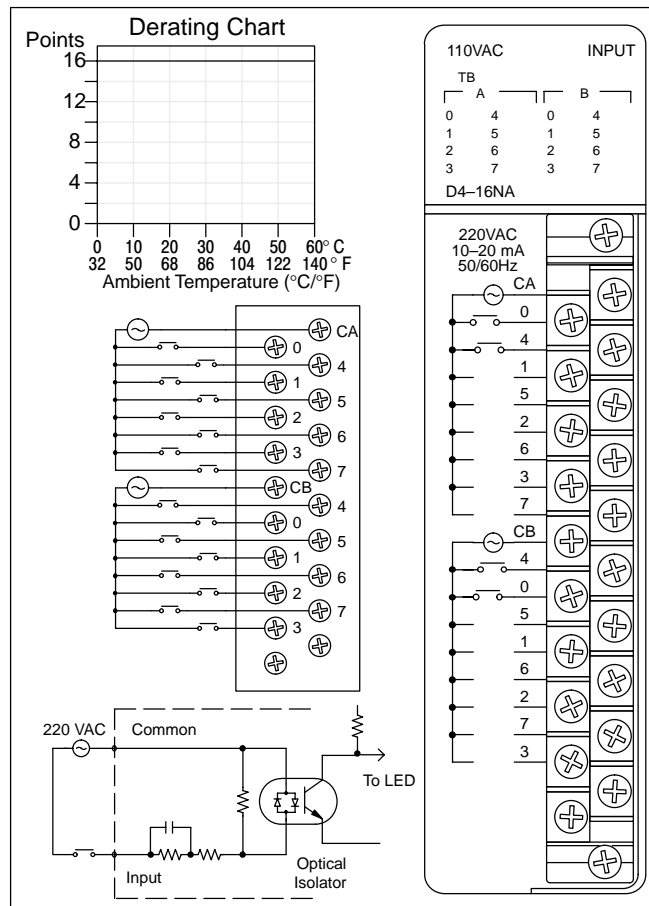 Derating Chart
Points
16
12
8
4
0
0 10 20 30 40 50 60° C
32 50 68 86 104 122 140 ° F
Ambient Temperature (°C/°F)
CA
0
4
1
5
2
6
3
7
CB
4
0
5
1
6
2
7
3
220 VAC
Common
To LED
Input
Optical
Isolator
110VAC INPUT
TB
A B
0 4 0 4
1 5 1 5
2 6 2 6
3 7 3 7
D4–16NA
220VAC
10–20 mA
50/60Hz
CA
0
4
1
5
2
6
3
7
CB
4
0
5
1
6
2
7
3